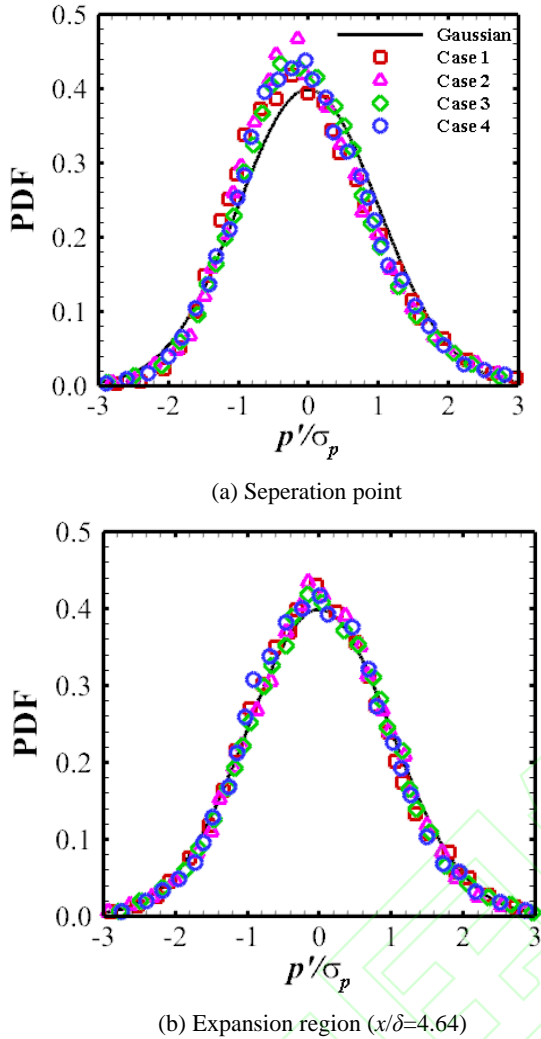 0.5
Gaussian
Case 1
0.4
Case 2
Case 3
Case 4
0.3
PDF
0.2
0.1
0.0
-3 -2 -1 0 1 2 3
p'/σp
(a) Seperation point
0.5
0.4
0.3
PDF
0.2
0.1
0.0
-3 -2 -1 0 1 2 3
p'/σp
(b) Expansion region (x/δ=4.64)